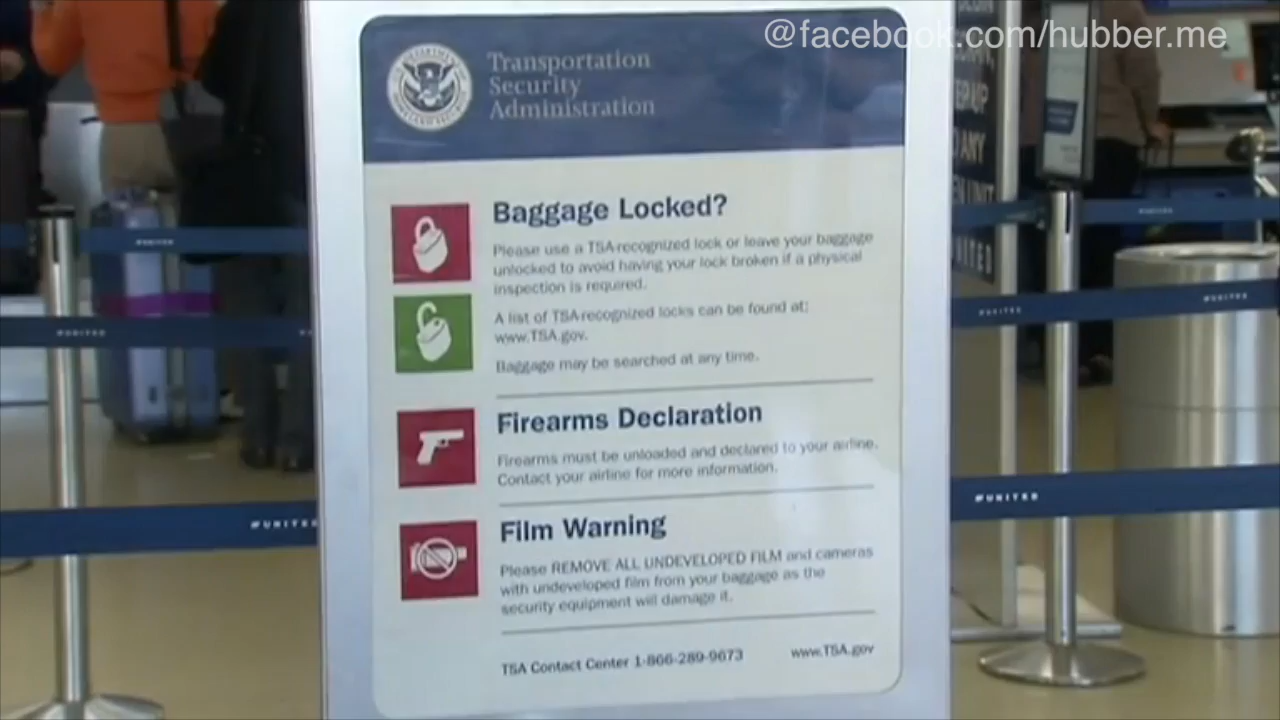 @facebook.com/hubber.me
Transportation
Security
Administration
Baggage Locked?
Please use a TSA-recognized lock or leave your baggage
unlocked to avoid having your lock broken if a physical
inspection is required.
A list of TSA-recognized locks can be found at:
www.TSA.gov.
Baggage may be searched at any time.
Firearms Declaration
Firearms must be unloaded and declared to your airline.
Contact your airline for more information.
Film Warning
Please REMOVE ALL UNDEVELOPED FILM and cameras
with undeveloped film from your baggage as the
security equipment will damage it.
TSA Contact Center 1-866-289-9673 www.TSA.gov
UNITED
UNITED
UNITED